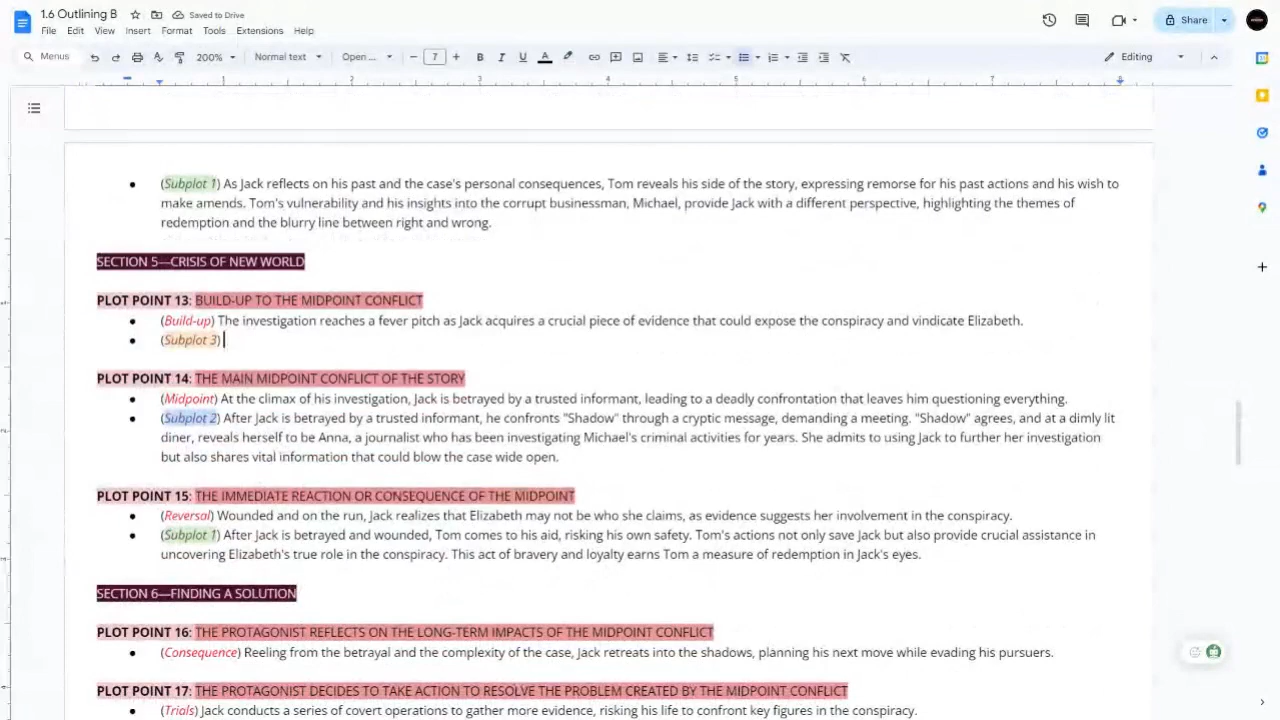 1.6 Outlining B
Saved to Drive
File Edit View Insert Format Tools Extensions Help
Share
Menus
200%
Normal text
Open ...
7
Editing
1 2 3 4 5 6 7
(Subplot 1) As Jack reflects on his past and the case's personal consequences, Tom reveals his side of the story, expressing remorse for his past actions and his wish to
make amends. Tom's vulnerability and his insights into the corrupt businessman, Michael, provide Jack with a different perspective, highlighting the themes of
redemption and the blurry line between right and wrong.
SECTION 5—CRISIS OF NEW WORLD
PLOT POINT 13: BUILD-UP TO THE MIDPOINT CONFLICT
(Build-up) The investigation reaches a fever pitch as Jack acquires a crucial piece of evidence that could expose the conspiracy and vindicate Elizabeth.
(Subplot 3)
PLOT POINT 14: THE MAIN MIDPOINT CONFLICT OF THE STORY
(Midpoint) At the climax of his investigation, Jack is betrayed by a trusted informant, leading to a deadly confrontation that leaves him questioning everything.
(Subplot 2) After Jack is betrayed by a trusted informant, he confronts "Shadow" through a cryptic message, demanding a meeting. "Shadow" agrees, and at a dimly lit
diner, reveals herself to be Anna, a journalist who has been investigating Michael's criminal activities for years. She admits to using Jack to further her investigation
but also shares vital information that could blow the case wide open.
PLOT POINT 15: THE IMMEDIATE REACTION OR CONSEQUENCE OF THE MIDPOINT
(Reversal) Wounded and on the run, Jack realizes that Elizabeth may not be who she claims, as evidence suggests her involvement in the conspiracy.
(Subplot 1) After Jack is betrayed and wounded, Tom comes to his aid, risking his own safety. Tom's actions not only save Jack but also provide crucial assistance in
uncovering Elizabeth's true role in the conspiracy. This act of bravery and loyalty earns Tom a measure of redemption in Jack's eyes.
SECTION 6—FINDING A SOLUTION
PLOT POINT 16: THE PROTAGONIST REFLECTS ON THE LONG-TERM IMPACTS OF THE MIDPOINT CONFLICT
(Consequence) Reeling from the betrayal and the complexity of the case, Jack retreats into the shadows, planning his next move while evading his pursuers.
PLOT POINT 17: THE PROTAGONIST DECIDES TO TAKE ACTION TO RESOLVE THE PROBLEM CREATED BY THE MIDPOINT CONFLICT
(Trials) Jack conducts a series of covert operations to gather more evidence, risking his life to confront key figures in the conspiracy.